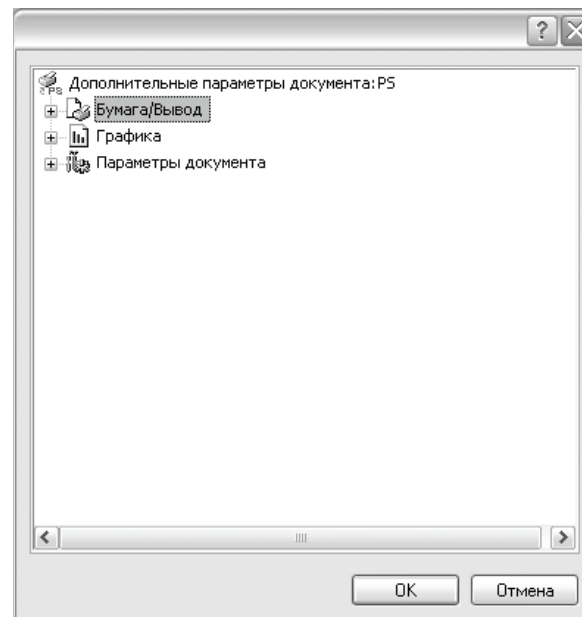 Дополнительные параметры документа:PS
Бумага/Вывод
Графика
Параметры документа
OK
Отмена